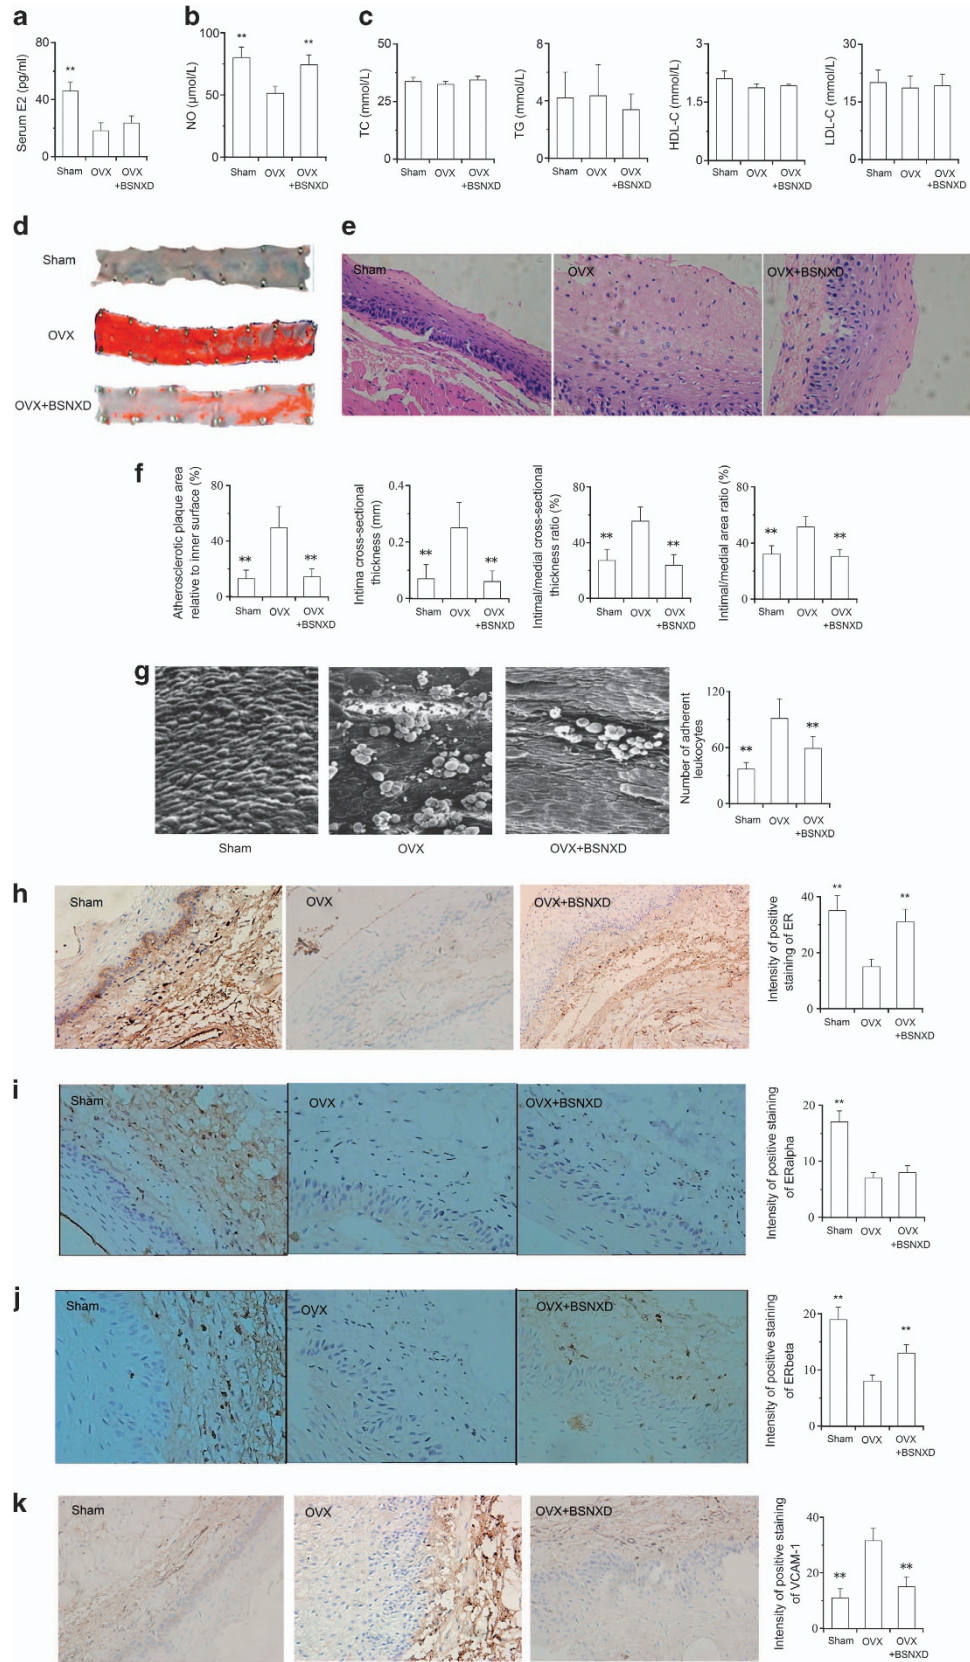 a
Serum E2 (pg/ml)
80
40
0
**
Sham
OVX
OVX
+BSNXD
b
NO (µmol/L)
100
50
0
**
**
Sham
OVX
OVX
+BSNXD
c
TC (mmol/L)
50
25
0
Sham
OVX
OVX
+BSNXD
TG (mmol/L)
8
4
0
Sham
OVX
OVX
+BSNXD
HDL-C (mmol/L)
3
2
0
Sham
OVX
OVX
+BSNXD
LDL-C (mmol/L)
30
15
0
Sham
OVX
OVX
+BSNXD
d
Sham
OVX
OVX+BSNXD
e
Sham
OVX
OVX+BSNXD
f
Atherosclerotic plaque area
relative to inner surface (%)
80
40
0
**
**
Sham
OVX
OVX
+BSNXD
Intima cross-sectional
thickness (mm)
0.4
0.2
0
**
**
Sham
OVX
OVX
+BSNXD
Intimal/medial cross-sectional
thickness ratio (%)
80
40
0
**
**
Sham
OVX
OVX
+BSNXD
Intimal/medial area ratio (%)
80
40
0
**
**
Sham
OVX
OVX
+BSNXD
g
Sham
OVX
OVX+BSNXD
Number of adherent
leukocytes
120
60
0
**
**
Sham
OVX
OVX
+BSNXD
h
Sham
OVX
OVX+BSNXD
Intensity of positive
staining of ER
40
20
0
**
**
Sham
OVX
OVX
+BSNXD
i
Sham
OVX
OVX+BSNXD
Intensity of positive staining
of ERalpha
20
10
0
**
Sham
OVX
OVX
+BSNXD
j
Sham
OVX
OVX+BSNXD
Intensity of positive staining
of ERbeta
20
10
0
**
**
Sham
OVX
OVX
+BSNXD
k
Sham
OVX
OVX+BSNXD
Intensity of positive staining
of VCAM-1
40
20
0
**
**
Sham
OVX
OVX
+BSNXD